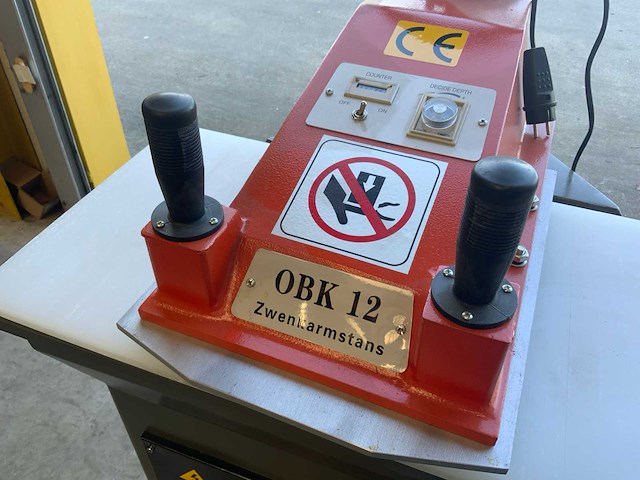 CE
COUNTER
OFF ON
DECIDE DEPTH
OBK 12
Zwenkarmstans